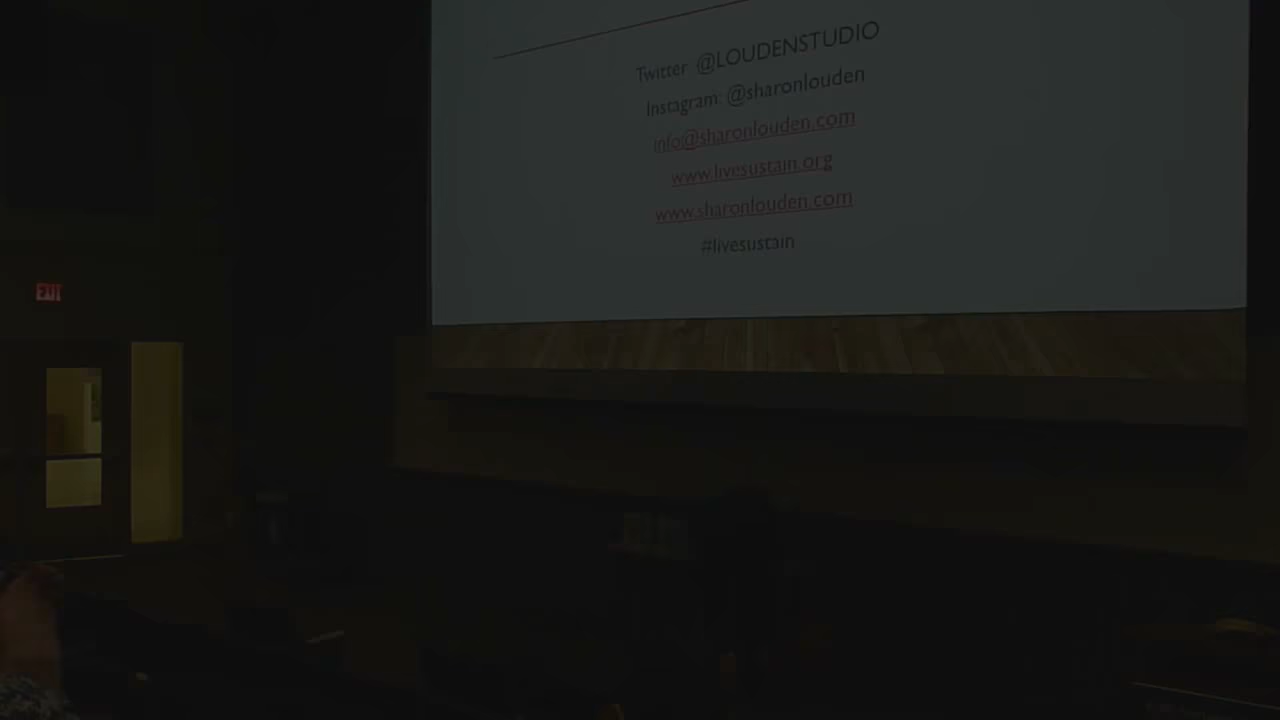 Twitter @LOUDENSTUDIO
Instagram: @sharonlouden
info@sharonlouden.com
www.livesustain.org
www.sharonlouden.com
#livesustain
EXIT